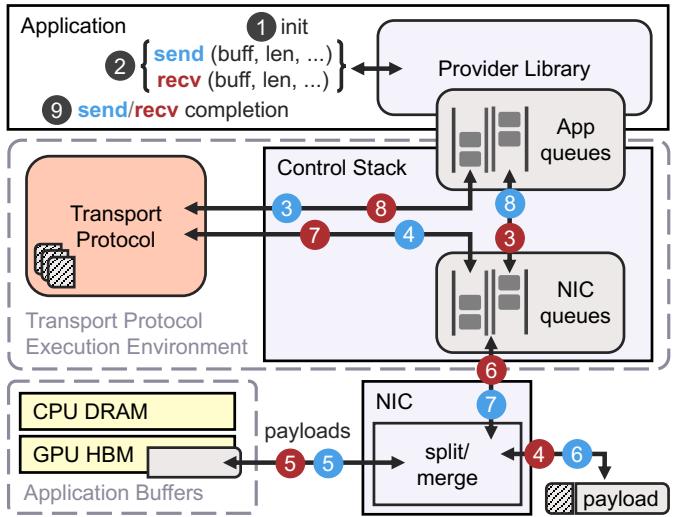 Application
1 init
2 send (buff, len, ...)
recv (buff, len, ...)
9 send/recv completion
Provider Library
App
queues
Control Stack
Transport
Protocol
3 8
8
7 4
3
NIC
queues
Transport Protocol
Execution Environment
6
7
CPU DRAM
GPU HBM
Application Buffers
payloads
5 5
NIC
split/
merge
4 6
payload